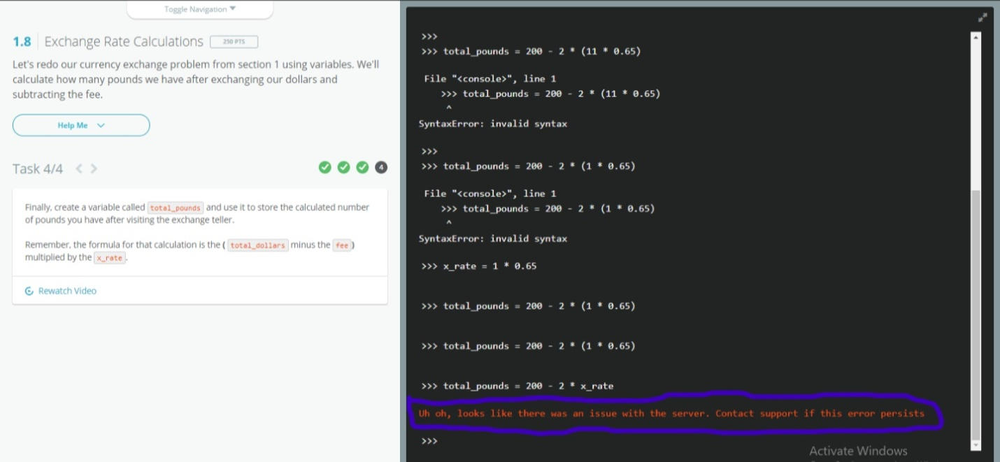 Toggle Navigation ▼
1.8 Exchange Rate Calculations 250 PTS
Let's redo our currency exchange problem from section 1 using variables. We'll
calculate how many pounds we have after exchanging our dollars and
subtracting the fee.
Help Me
Task 4/4 < >
4
Finally, create a variable called total_pounds and use it to store the calculated number
of pounds you have after visiting the exchange teller.
Remember, the formula for that calculation is the ( total_dollars minus the fee )
multiplied by the x_rate.
Rewatch Video
>>>
>>> total_pounds = 200 - 2 * (11 * 0.65)
File "<console>", line 1
>>> total_pounds = 200 - 2 * (11 * 0.65)
^
SyntaxError: invalid syntax
>>>
>>> total_pounds = 200 - 2 * (1 * 0.65)
File "<console>", line 1
>>> total_pounds = 200 - 2 * (1 * 0.65)
^
SyntaxError: invalid syntax
>>> x_rate = 1 * 0.65
>>> total_pounds = 200 - 2 * (1 * 0.65)
>>> total_pounds = 200 - 2 * (1 * 0.65)
>>> total_pounds = 200 - 2 * x_rate
Uh oh, looks like there was an issue with the server. Contact support if this error persists
>>>
Activate Windows